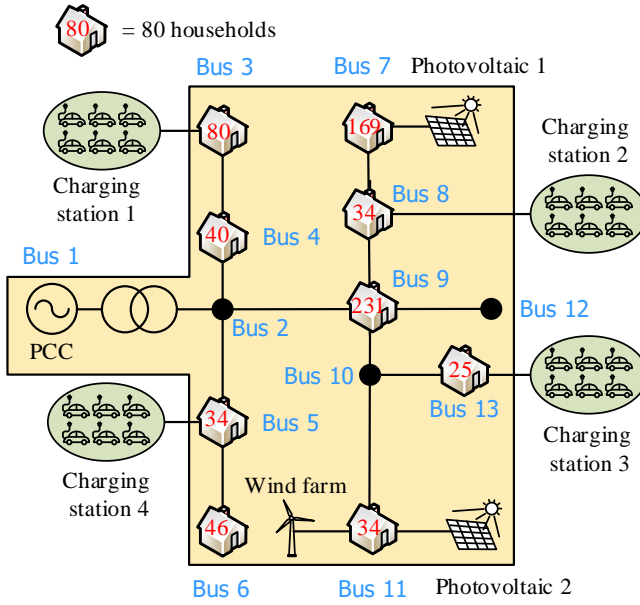 80 = 80 households
Bus 3
Bus 7
Photovoltaic 1
80
169
Charging
station 1
Charging
station 2
Bus 8
34
40
Bus 4
Bus 1
Bus 9
231
Bus 12
PCC
Bus 2
Bus 10
25
Bus 13
34
Bus 5
Charging
station 3
Charging
station 4
Wind farm
46
34
Bus 6
Bus 11
Photovoltaic 2